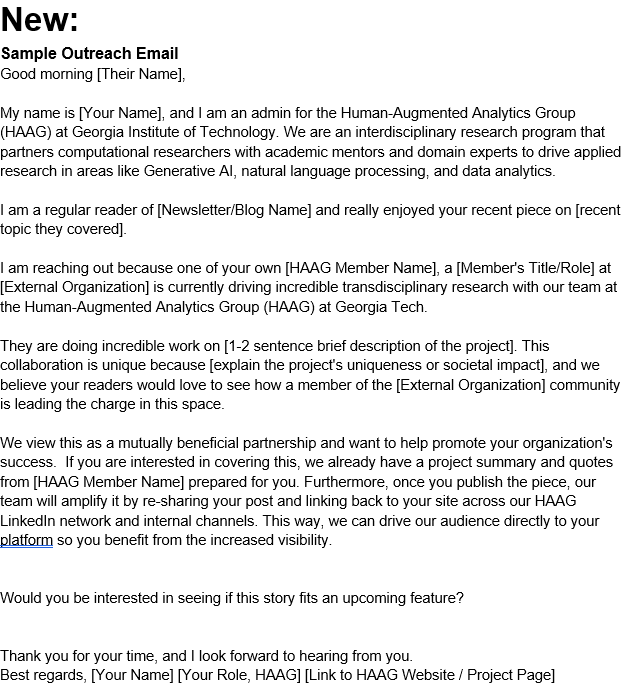 New:
Sample Outreach Email
Good morning [Their Name],
My name is [Your Name], and I am an admin for the Human-Augmented Analytics Group
(HAAG) at Georgia Institute of Technology. We are an interdisciplinary research program that
partners computational researchers with academic mentors and domain experts to drive applied
research in areas like Generative AI, natural language processing, and data analytics.
I am a regular reader of [Newsletter/Blog Name] and really enjoyed your recent piece on [recent
topic they covered].
I am reaching out because one of your own [HAAG Member Name], a [Member's Title/Role] at
[External Organization] is currently driving incredible transdisciplinary research with our team at
the Human-Augmented Analytics Group (HAAG) at Georgia Tech.
They are doing incredible work on [1-2 sentence brief description of the project]. This
collaboration is unique because [explain the project's uniqueness or societal impact], and we
believe your readers would love to see how a member of the [External Organization] community
is leading the charge in this space.
We view this as a mutually beneficial partnership and want to help promote your organization's
success.  If you are interested in covering this, we already have a project summary and quotes
from [HAAG Member Name] prepared for you. Furthermore, once you publish the piece, our
team will amplify it by re-sharing your post and linking back to your site across our HAAG
LinkedIn network and internal channels. This way, we can drive our audience directly to your
platform so you benefit from the increased visibility.
Would you be interested in seeing if this story fits an upcoming feature?
Thank you for your time, and I look forward to hearing from you.
Best regards, [Your Name] [Your Role, HAAG] [Link to HAAG Website / Project Page]